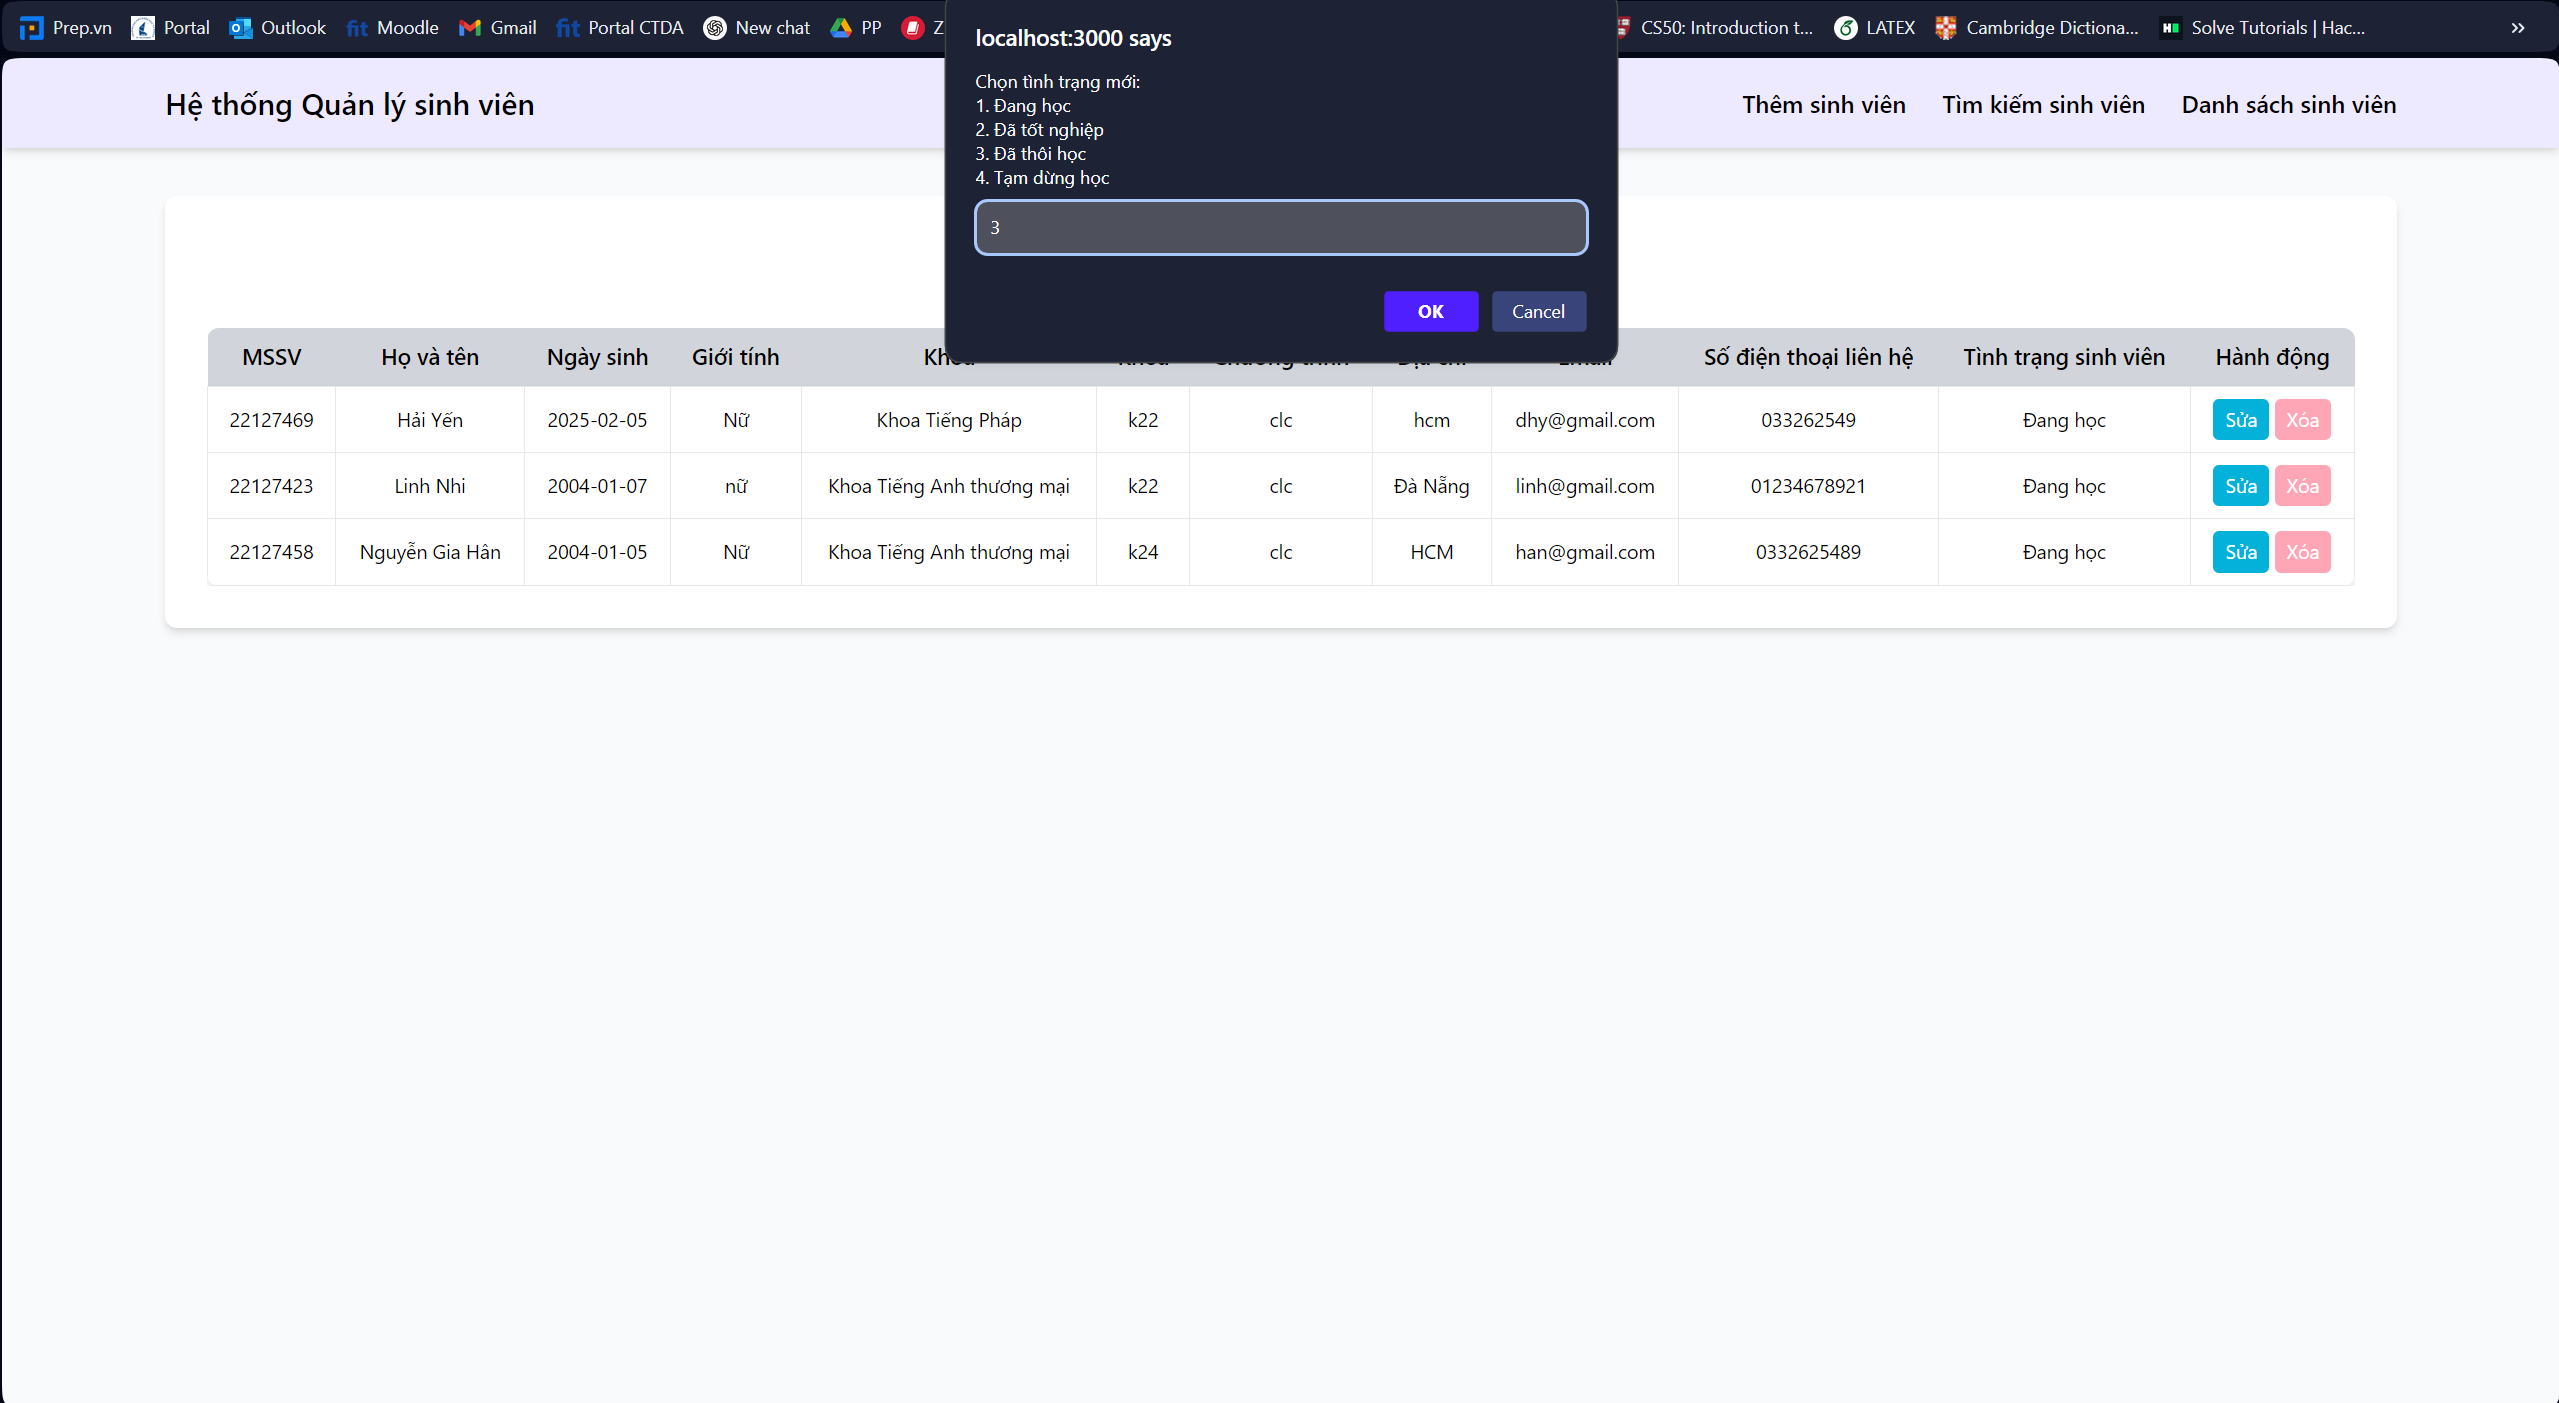 Prep.vn Portal Outlook fit Moodle Gmail fit Portal CTDA New chat PP Z CS50: Introduction t... LATEX Cambridge Dictiona... Solve Tutorials | Hac... »
localhost:3000 says
Chọn tình trạng mới:
1. Đang học
2. Đã tốt nghiệp
3. Đã thôi học
4. Tạm dừng học
3
OK Cancel
Hệ thống Quản lý sinh viên Thêm sinh viên Tìm kiếm sinh viên Danh sách sinh viên
MSSV Họ và tên Ngày sinh Giới tính Số điện thoại liên hệ Tình trạng sinh viên Hành động
22127469 Hải Yến 2025-02-05 Nữ Khoa Tiếng Pháp k22 clc hcm dhy@gmail.com 033262549 Đang học Sửa Xóa
22127423 Linh Nhi 2004-01-07 nữ Khoa Tiếng Anh thương mại k22 clc Đà Nẵng linh@gmail.com 01234678921 Đang học Sửa Xóa
22127458 Nguyễn Gia Hân 2004-01-05 Nữ Khoa Tiếng Anh thương mại k24 clc HCM han@gmail.com 0332625489 Đang học Sửa Xóa